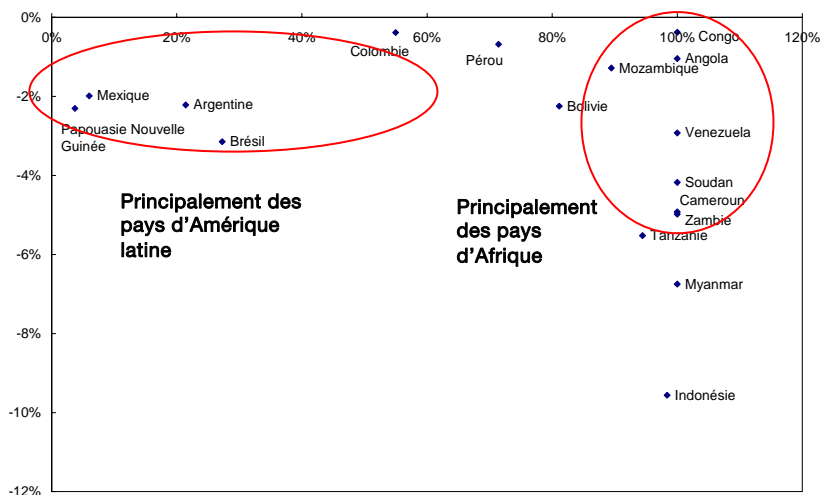 0%
0% 20% 40% 60% 80% 100% 120%
Congo
Colombie
Pérou
Angola
Mozambique
-2%
Mexique
Argentine
Bolivie
Papouasie Nouvelle
Guinée
Brésil
Venezuela
-4%
Soudan
Cameroun
Zambie
Tanzanie
Principalement des
pays d’Amérique
latine
Principalement
des pays
d’Afrique
-6%
Myanmar
-8%
Indonésie
-10%
-12%